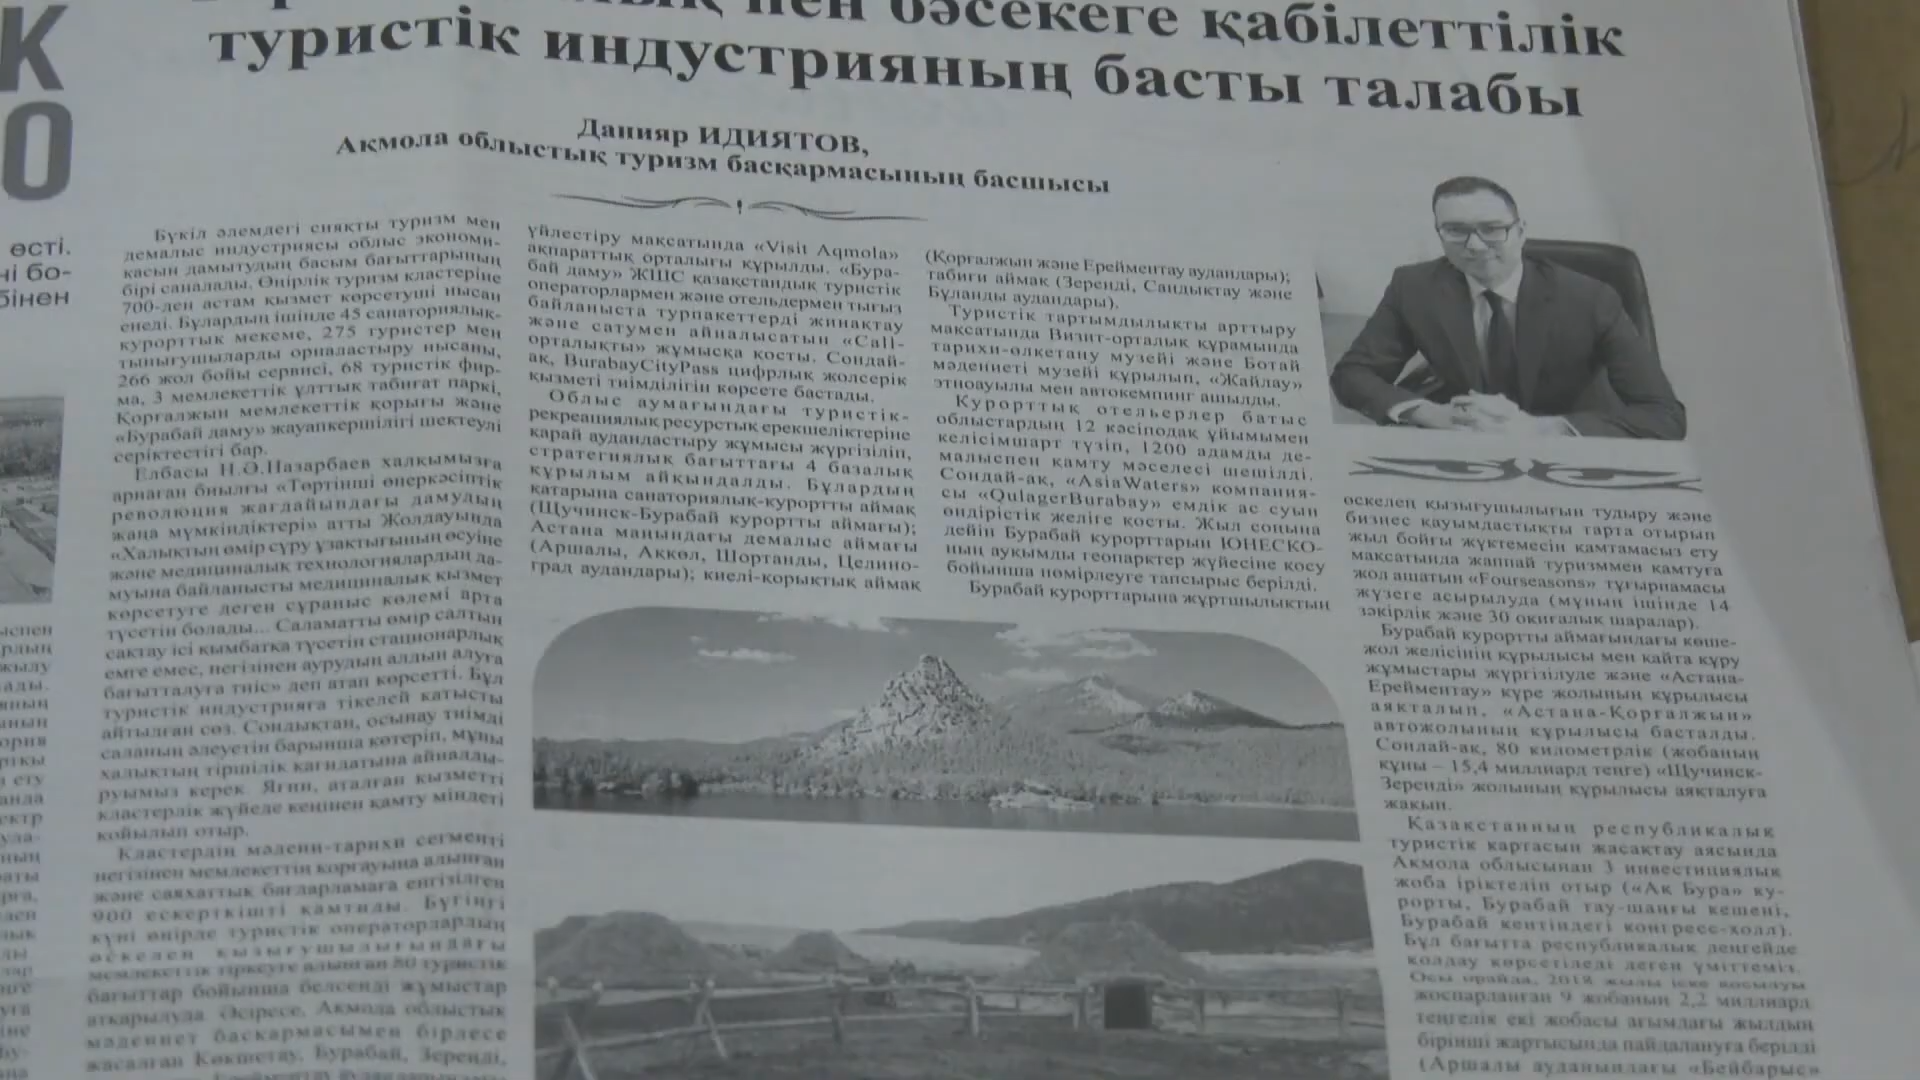 К
О
өсті.
бінен
пен бәсекеге қабілеттілік
туристік индустрияның басты талабы
Данияр ИДИЯТОВ,
Ақмола облыстық туризм басқармасының басшысы
Бүкіл әлемдегі сияқты туризм мен
демалыс индустриясы облыс экономи-
касын дамытудың басым бағыттарының
бірі саналады. Өңірлік туризм кластеріне
700-ден астам қызмет көрсетуші нысан
енеді. Бұлардың ішінде 45 санаториялық-
курорттық мекеме, 275 туристер мен
тынығушыларды орналастыру нысаны,
266 жол бойы сервисі, 68 туристік фир-
ма, 3 мемлекеттік ұлттық табиғат паркі,
Қорғалжын мемлекеттік қорығы және
«Бурабай даму» жауапкершілігі шектеулі
серіктестігі бар.
Елбасы Н.Ә.Назарбаев халқымызға
арнаған биылғы «Төртінші өнеркәсіптік
революция жағдайындағы дамудың
жаңа мүмкіндіктері» атты Жолдауында
«Халықтың өмір сүру ұзақтығының өсуіне
және медициналық технологиялардың да-
муына байланысты медициналық қызмет
көрсетуге деген сұраныс көлемі арта
түсетін болады... Саламатты өмір салтын
сақтау ісі қымбатқа түсетін стационарлық
емге емес, негізінен аурудың алдын алуға
бағытталуға тиіс» деп атап көрсетті. Бұл
туристік индустрияға тікелей қатысты
айтылған сөз. Сондықтан, осынау тиімді
саланың әлеуетін барынша көтеріп, мұны
халықтың тіршілік қағидатына айналды-
руымыз керек. Яғни, аталған қызметті
кластерлік жүйеде кеңінен қамту міндеті
қойылып отыр.
Кластердің мәдени-тарихи сегменті
негізінен мемлекеттің қорғауына алынған
және саяхаттық бағдарламаға енгізілген
900 ескерткішті қамтиды. Бүгінгі
күні өңірде туристік операторлардың
өскелең қызығушылығындағы
мемлекеттік тіркеуге алынған 80 туристік
бағыттар бойынша белсенді жұмыстар
атқарылуда. Әсіресе, Ақмола облыстық
мәдениет басқармасымен бірлесе
жасалған Көкшетау, Бурабай, Зеренді,
үйлестіру мақсатында «Visit Aqmola»
ақпараттық орталығы құрылды. «Бура-
бай даму» ЖШС қазақстандық туристік
операторлармен және отельдермен тығыз
байланыста турпакеттерді жинақтау
және сатумен айналысатын «Call-
орталықты» жұмысқа қосты. Сондай-
ақ, BurabayCityPass цифрлық жолсерік
қызметі тиімділігін көрсете бастады.
Облыс аумағындағы туристік-
рекреациялық ресурстық ерекшеліктеріне
қарай аудандастыру жұмысы жүргізіліп,
стратегиялық бағыттағы 4 базалық
құрылым айқындалды. Бұлардың
қатарына санаториялық-курортты аймақ
(Щучинск-Бурабай курортты аймағы);
Астана маңындағы демалыс аймағы
(Аршалы, Ақкөл, Шортанды, Целино-
град аудандары); киелі-қорықтық аймақ
(Қорғалжын және Ерейментау аудандары);
табиғи аймақ (Зеренді, Сандықтау және
Бұланды аудандары).
Туристік тартымдылықты арттыру
мақсатында Визит-орталық құрамында
тарихи-өлкетану музейі және Ботай
мәдениеті музейі құрылып, «Жайлау»
этноауылы мен автокемпинг ашылды.
Курорттық отельерлер батыс
облыстардың 12 кәсіподақ ұйымымен
келісімшарт түзіп, 1200 адамды де-
малыспен қамту мәселесі шешілді.
Сондай-ақ, «AsiaWaters» компания-
сы «QulagerBurabay» емдік ас суын
өндірістік желіге қосты. Жыл соңына
дейін Бурабай курорттарын ЮНЕСКО-
ның ауқымды геопарктер жүйесіне қосу
бойынша нөмірлеуге тапсырыс берілді.
Бурабай курорттарына жұртшылықтың
өскелең қызығушылығын тудыру және
бизнес қауымдастықты тарта отырып
жыл бойғы жүктемесін қамтамасыз ету
мақсатында жаппай туризммен қамтуға
жол ашатын «Fourseasons» тұғырнамасы
жүзеге асырылуда (мұның ішінде 14
зәкірлік және 30 оқиғалық шаралар).
Бурабай курортты аймағындағы көше-
жол желісінің құрылысы мен қайта құру
жұмыстары жүргізілуде және «Астана-
Ерейментау» күре жолының құрылысы
аяқталып, «Астана-Қорғалжын»
автожолының құрылысы басталды.
Сондай-ақ, 80 километрлік (жобаның
құны – 15,4 миллиард теңге) «Щучинск-
Зеренді» жолының құрылысы аяқталуға
жақын.
Қазақстанның республикалық
туристік картасын жасақтау аясында
Ақмола облысынан 3 инвестициялық
жоба іріктеліп отыр («Ақ Бура» ку-
рорты, Бурабай тау-шаңғы кешені,
Бурабай кентіндегі конгресс-холл).
Бұл бағытта республикалық деңгейде
қолдау көрсетіледі деген үміттеміз.
Осы орайда, 2018 жылы іске қосылуы
жоспарланған 9 жобаның 2,2 миллиард
теңгелік екі жобасы ағымдағы жылдың
бірінші жартысында пайдалануға берілді
(Аршалы ауданындағы «Бейбарыс»